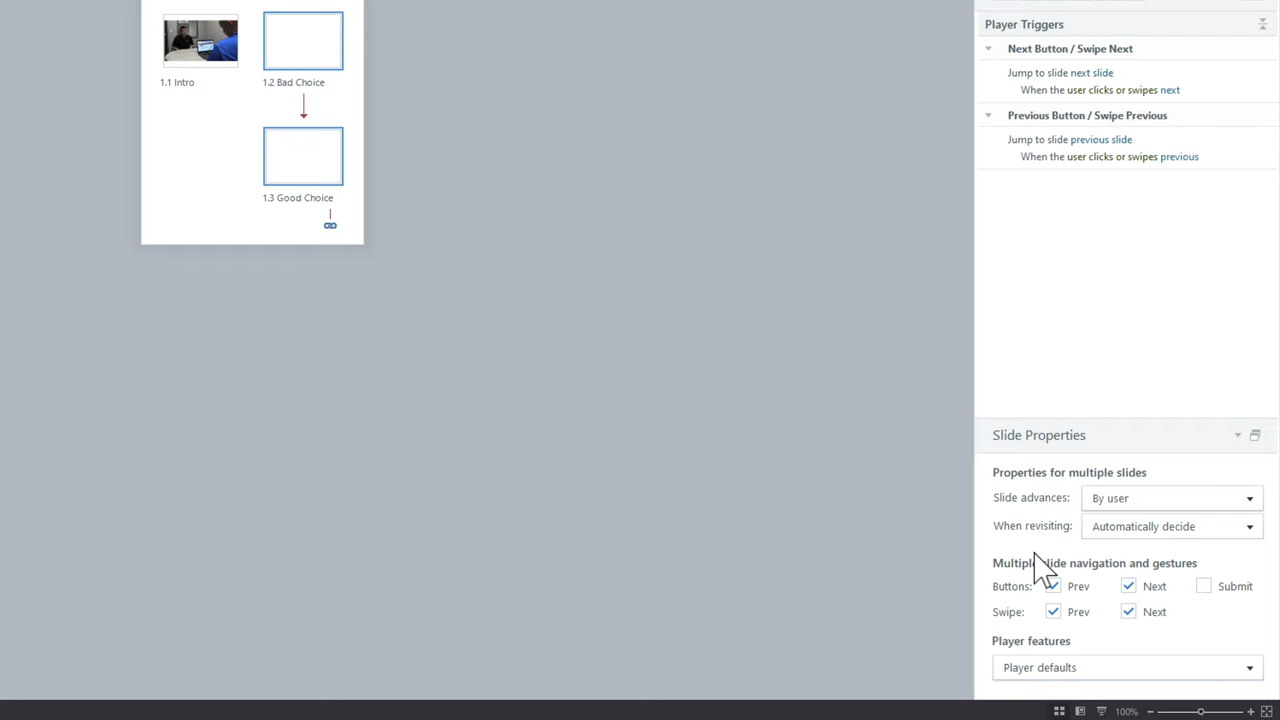 Player Triggers
Next Button / Swipe Next
Jump to slide next slide
When the user clicks or swipes next
Previous Button / Swipe Previous
Jump to slide previous slide
When the user clicks or swipes previous
1.1 Intro
1.2 Bad Choice
1.3 Good Choice
Slide Properties
Properties for multiple slides
Slide advances: By user
When revisiting: Automatically decide
Multiple slide navigation and gestures
Buttons: Prev Next Submit
Swipe: Prev Next
Player features
Player defaults
100%